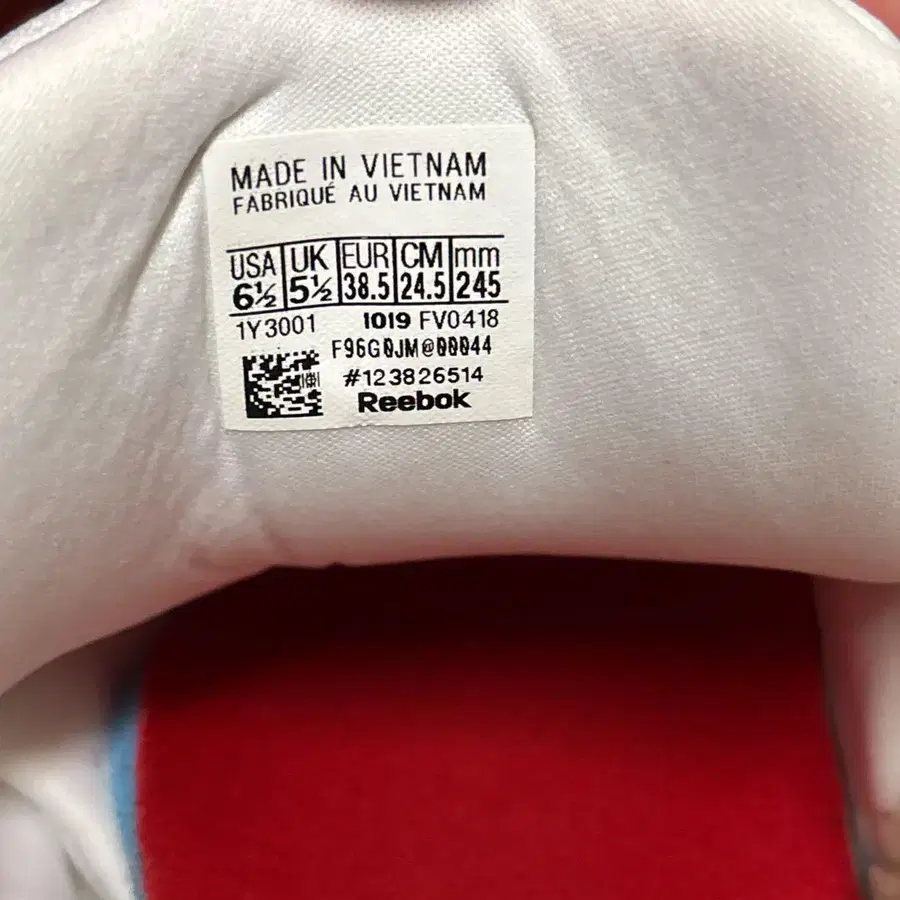 MADE IN VIETNAM
FABRIQUÉ AU VIETNAM
USA UK EUR CM mm
6½ 5½ 38.5 24.5 245
1Y3001 1019 FV0418
F96G0JM@00044
#123826514
Reebok